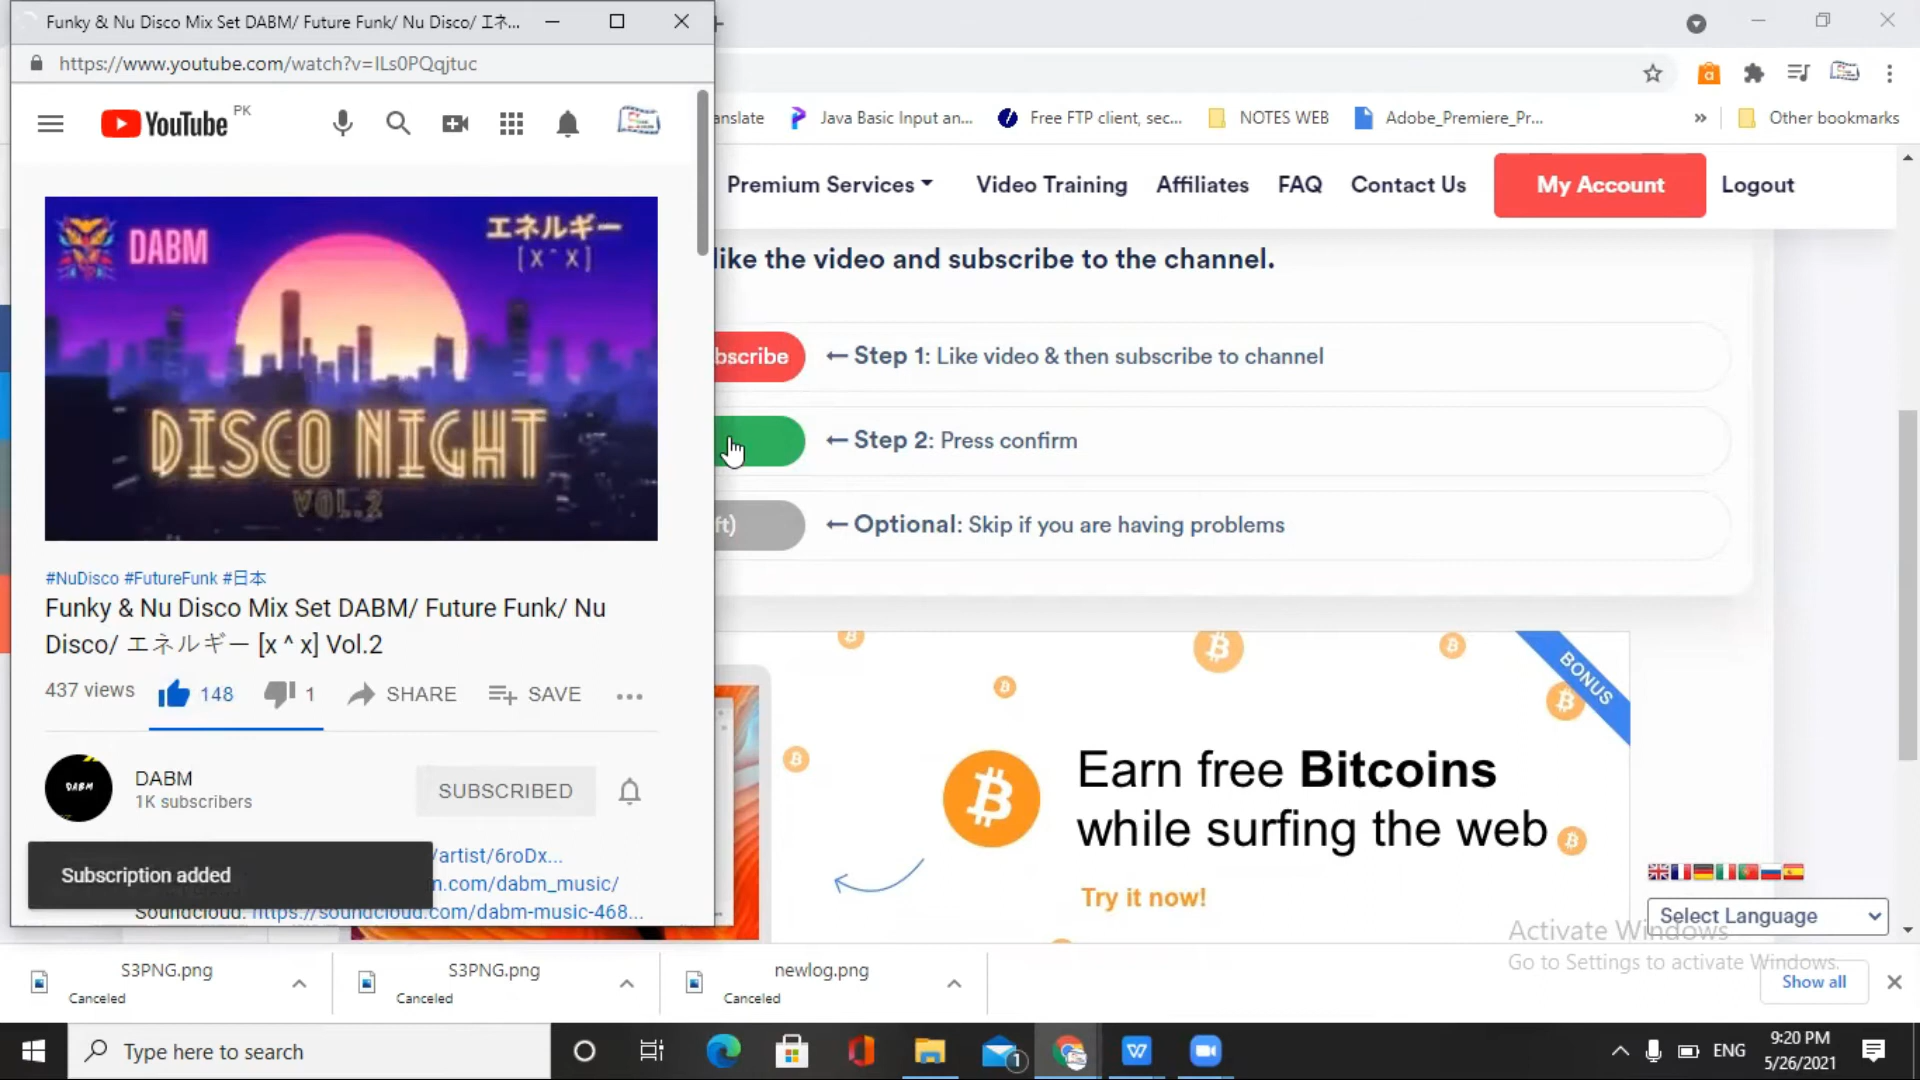 Funky & Nu Disco Mix Set DABM/ Future Funk/ Nu Disco/ エネ...
https://www.youtube.com/watch?v=ILs0PQqjtuc
YouTube PK
DABM
エネルギー
[X^X]
DISCO NIGHT
VOL.2
#NuDisco #FutureFunk #日本
Funky & Nu Disco Mix Set DABM/ Future Funk/ Nu
Disco/ エネルギー [x ^ x] Vol.2
437 views 148 1 SHARE SAVE
DABM
DABM
1K subscribers
SUBSCRIBED
Subscription added
/artist/6roDx...
n.com/dabm_music/
Soundcloud: https://soundcloud.com/dabm-music-468...
anslate Java Basic Input an... Free FTP client, sec... NOTES WEB Adobe_Premiere_Pr... » Other bookmarks
Premium Services Video Training Affiliates FAQ Contact Us My Account Logout
like the video and subscribe to the channel.
bscribe ← Step 1: Like video & then subscribe to channel
← Step 2: Press confirm
ft) ← Optional: Skip if you are having problems
BONUS
Earn free Bitcoins
while surfing the web
Try it now!
Select Language
Activate Windows
Go to Settings to activate Windows.
S3PNG.png
Canceled
S3PNG.png
Canceled
newlog.png
Canceled
Show all
Type here to search
1
ENG
9:20 PM
5/26/2021